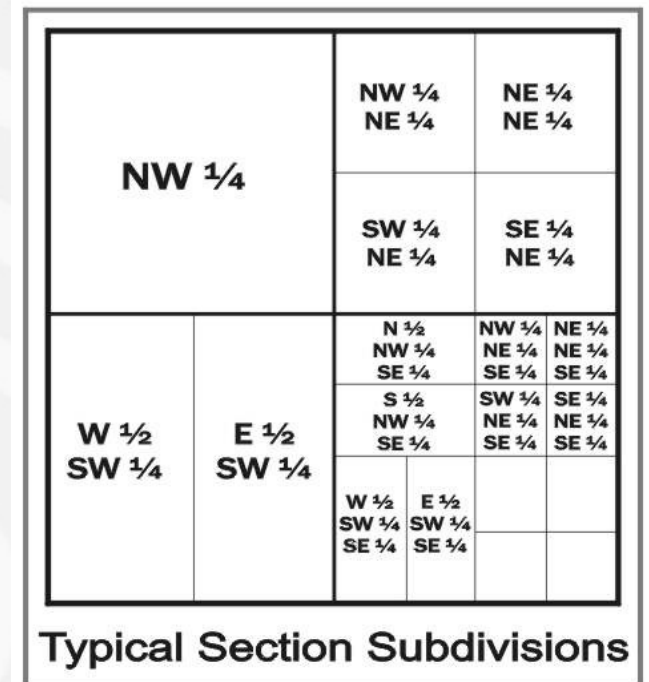 NW ¼
NW ¼
NE ¼
NE ¼
NE ¼
SW ¼
NE ¼
SE ¼
NE ¼
W ½
SW ¼
E ½
SW ¼
N ½
NW ¼
SE ¼
NW ¼
NE ¼
SE ¼
NE ¼
NE ¼
SE ¼
S ½
NW ¼
SE ¼
SW ¼
NE ¼
SE ¼
SE ¼
NE ¼
SE ¼
W ½
SW ¼
SE ¼
E ½
SW ¼
SE ¼
Typical Section Subdivisions